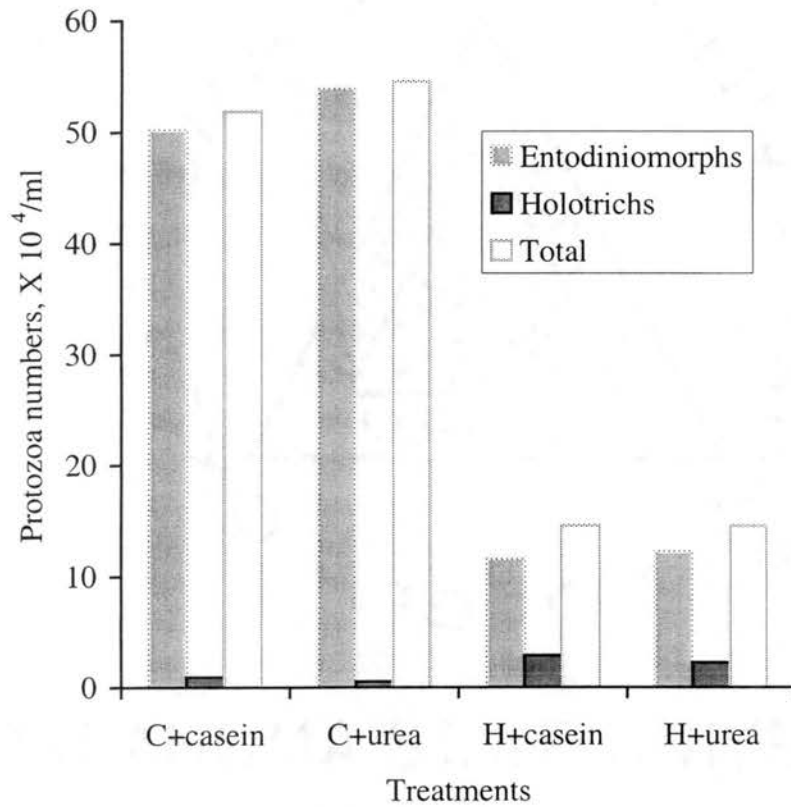 60
50
40
30
20
10
0
Protozoa numbers, X 10 ⁴/ml
Entodiniomorphs
Holotrichs
Total
C+casein C+urea H+casein H+urea
Treatments